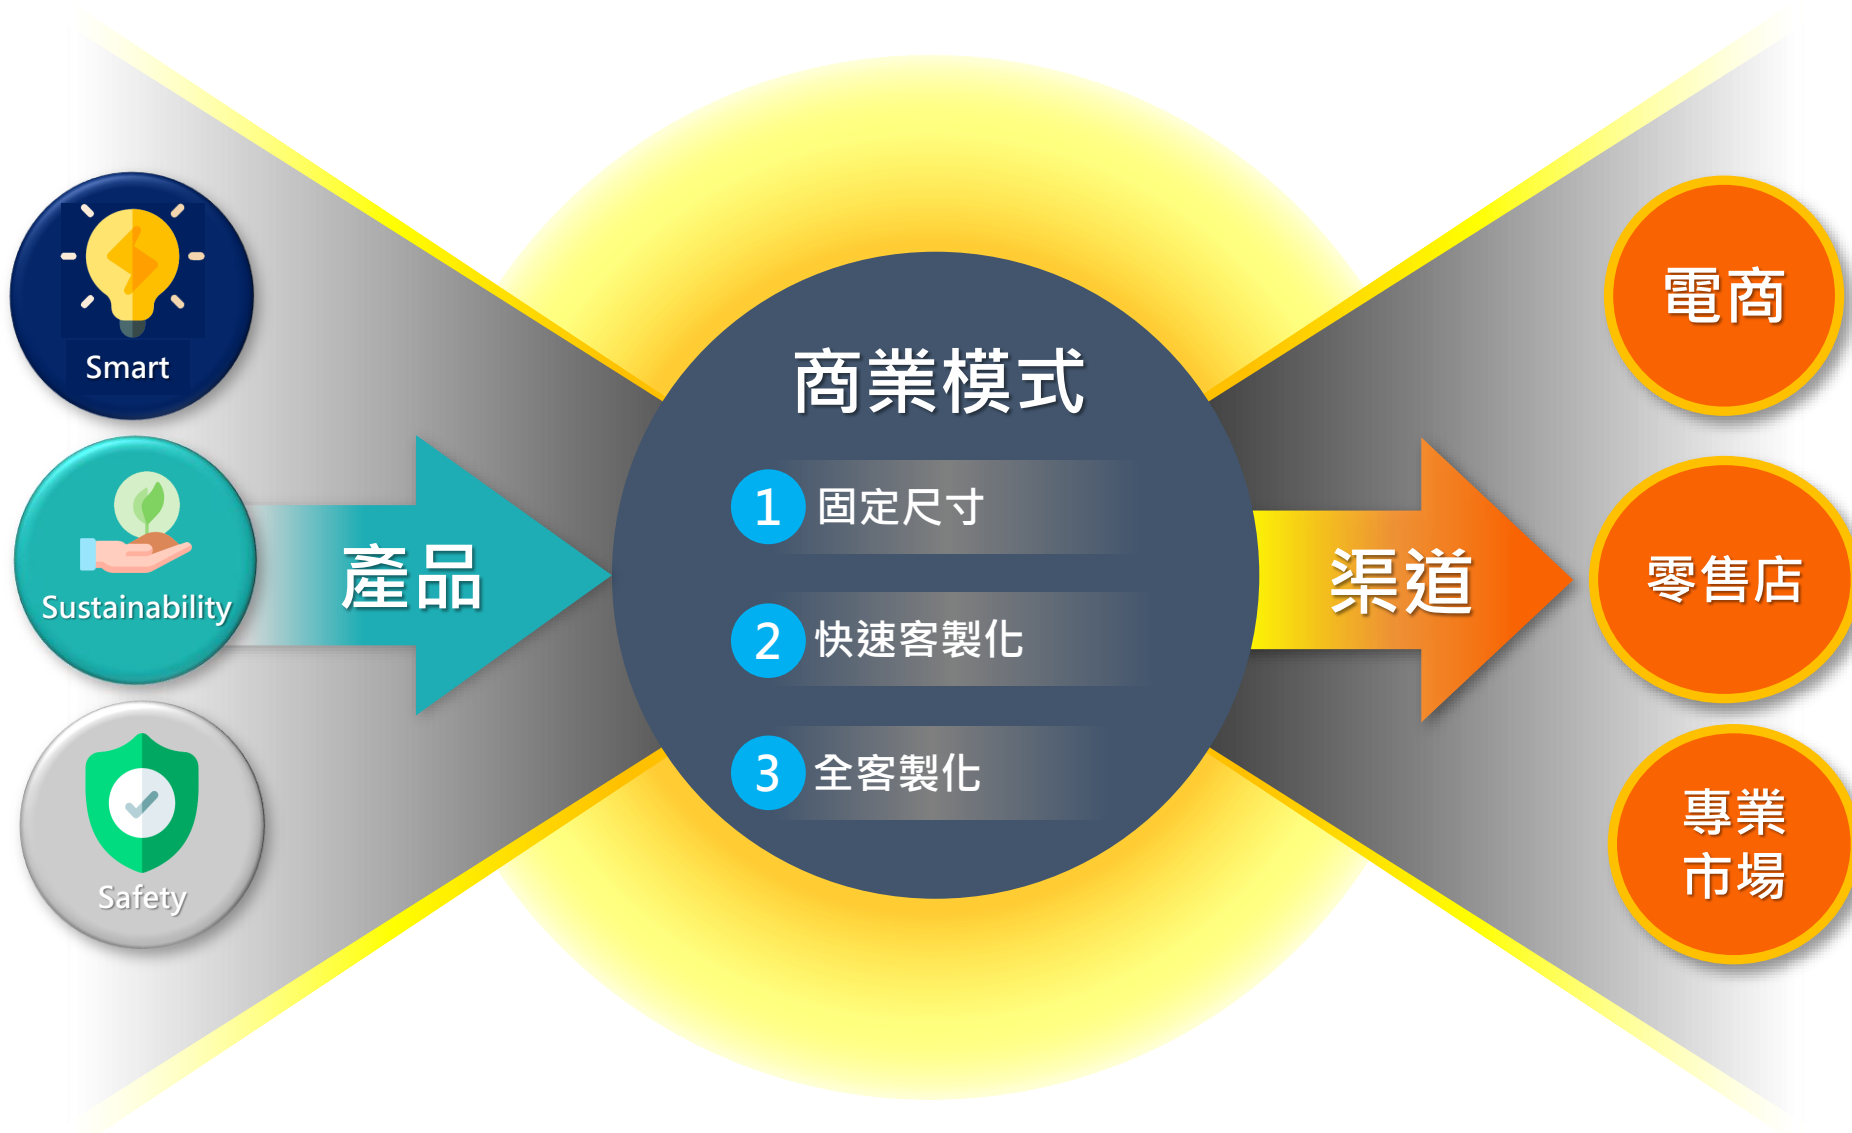 Smart
Sustainability
Safety
產品
商業模式
1 固定尺寸
2 快速客製化
3 全客製化
渠道
電商
零售店
專業
市場